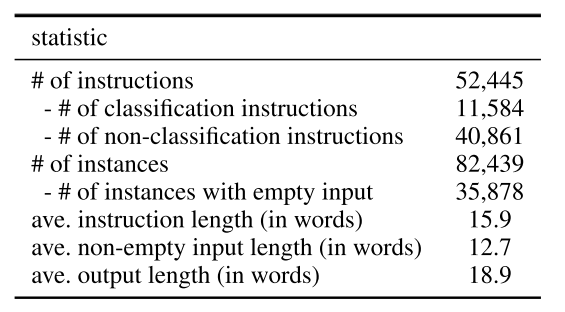 statistic
# of instructions 52,445
- # of classification instructions 11,584
- # of non-classification instructions 40,861
# of instances 82,439
- # of instances with empty input 35,878
ave. instruction length (in words) 15.9
ave. non-empty input length (in words) 12.7
ave. output length (in words) 18.9